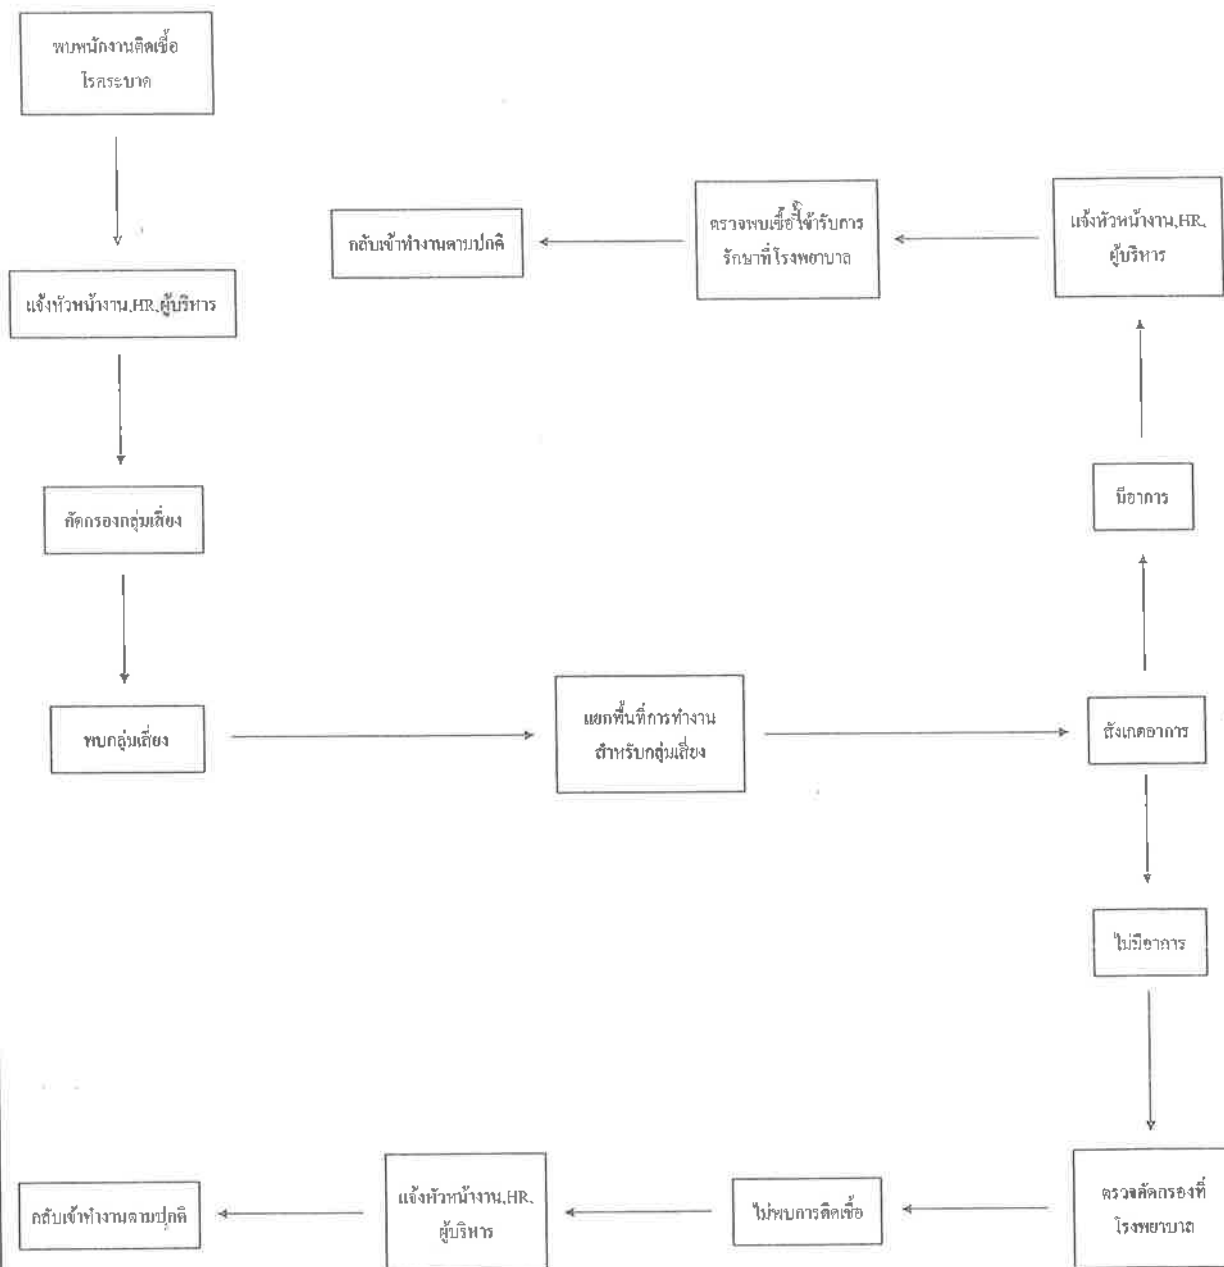 พบพนักงานติดเชื้อ
โรคระบาด
แจ้งหัวหน้างาน,HR,ผู้บริหาร
คัดกรองกลุ่มเสี่ยง
พบกลุ่มเสี่ยง
แยกพื้นที่การทำงาน
สำหรับกลุ่มเสี่ยง
สังเกตอาการ
มีอาการ
แจ้งหัวหน้างาน,HR,
ผู้บริหาร
ตรวจพบเชื้อให้เข้ารับการ
รักษาที่โรงพยาบาล
กลับเข้าทำงานตามปกติ
ไม่มีอาการ
ตรวจคัดกรองที่
โรงพยาบาล
ไม่พบการติดเชื้อ
แจ้งหัวหน้างาน,HR,
ผู้บริหาร
กลับเข้าทำงานตามปกติ